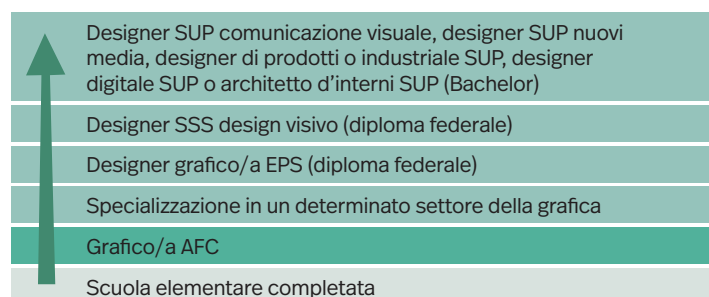 Designer SUP comunicazione visuale, designer SUP nuovi
media, designer di prodotti o industriale SUP, designer
digitale SUP o architetto d'interni SUP (Bachelor)
Designer SSS design visivo (diploma federale)
Designer grafico/a EPS (diploma federale)
Specializzazione in un determinato settore della grafica
Grafico/a AFC
Scuola elementare completata